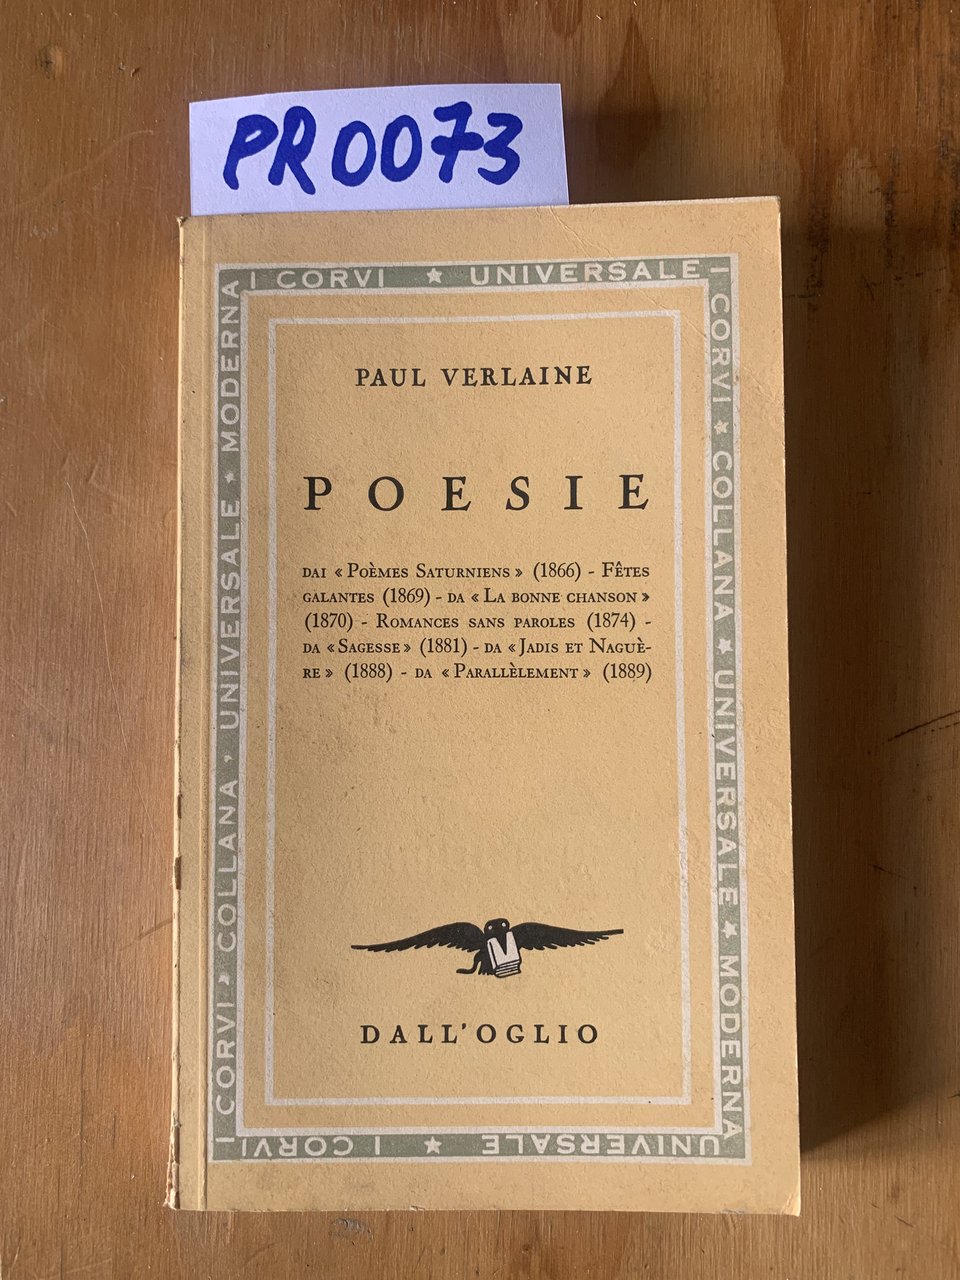 PR0073
I CORVI ★ UNIVERSALE
I CORVI ★ COLLANA ★ UNIVERSALE ★ MODERNA
I CORVI ★ COLLANA ★ UNIVERSALE ★ MODERNA
PAUL VERLAINE
POESIE
DAI « POÈMES SATURNIENS » (1866) - FÊTES
GALANTES (1869) - DA « LA BONNE CHANSON »
(1870) - ROMANCES SANS PAROLES (1874) -
DA « SAGESSE » (1881) - DA « JADIS ET NAGUÈ-
RE » (1888) - DA « PARALLÈLEMENT » (1889)
DALL'OGLIO
I CORVI ★ UNIVERSALE